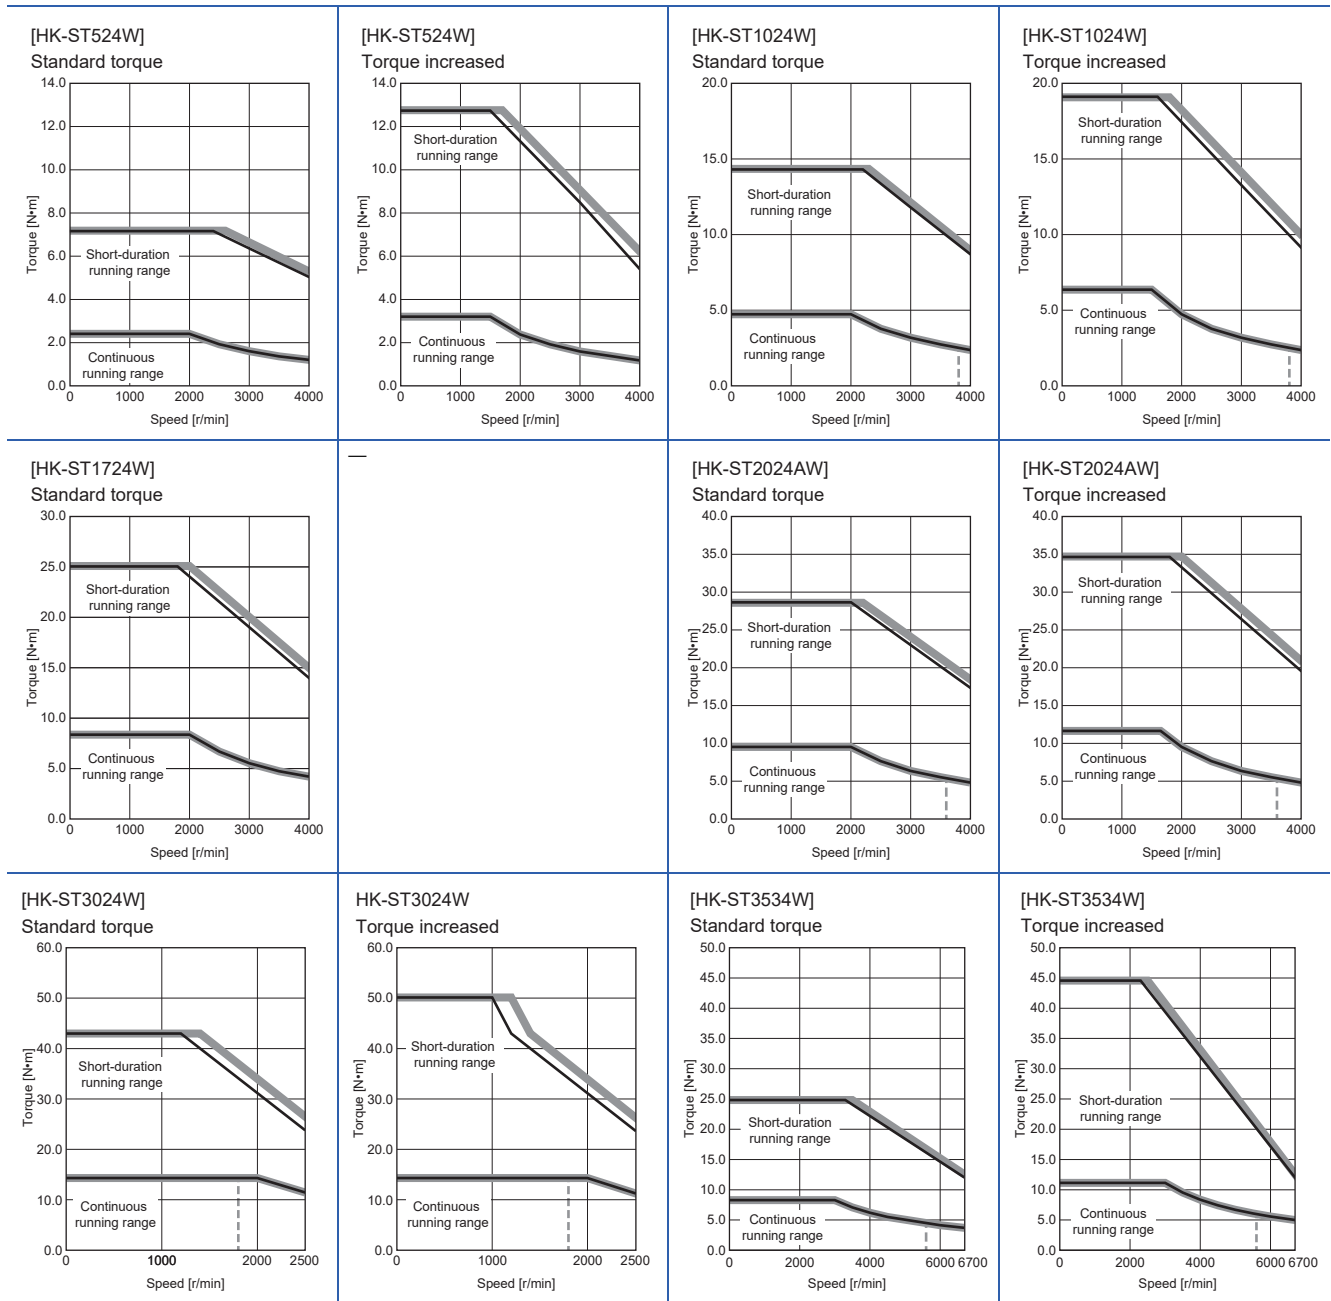 [HK-ST524W]
Standard torque
14.0
12.0
10.0
8.0
6.0
4.0
2.0
0.0
Torque [N•m]
Short-duration
running range
Continuous
running range
0 1000 2000 3000 4000
Speed [r/min]
[HK-ST524W]
Torque increased
14.0
12.0
10.0
8.0
6.0
4.0
2.0
0.0
Torque [N•m]
Short-duration
running range
Continuous
running range
0 1000 2000 3000 4000
Speed [r/min]
[HK-ST1024W]
Standard torque
20.0
15.0
10.0
5.0
0.0
Torque [N•m]
Short-duration
running range
Continuous
running range
0 1000 2000 3000 4000
Speed [r/min]
[HK-ST1024W]
Torque increased
20.0
15.0
10.0
5.0
0.0
Torque [N•m]
Short-duration
running range
Continuous
running range
0 1000 2000 3000 4000
Speed [r/min]
[HK-ST1724W]
Standard torque
30.0
25.0
20.0
15.0
10.0
5.0
0.0
Torque [N•m]
Short-duration
running range
Continuous
running range
0 1000 2000 3000 4000
Speed [r/min]
—
[HK-ST2024AW]
Standard torque
40.0
35.0
30.0
25.0
20.0
15.0
10.0
5.0
0.0
Torque [N•m]
Short-duration
running range
Continuous
running range
0 1000 2000 3000 4000
Speed [r/min]
[HK-ST2024AW]
Torque increased
40.0
35.0
30.0
25.0
20.0
15.0
10.0
5.0
0.0
Torque [N•m]
Short-duration
running range
Continuous
running range
0 1000 2000 3000 4000
Speed [r/min]
[HK-ST3024W]
Standard torque
60.0
50.0
40.0
30.0
20.0
10.0
0.0
Torque [N•m]
Short-duration
running range
Continuous
running range
0 1000 2000 2500
Speed [r/min]
HK-ST3024W
Torque increased
60.0
50.0
40.0
30.0
20.0
10.0
0.0
Torque [N•m]
Short-duration
running range
Continuous
running range
0 1000 2000 2500
Speed [r/min]
[HK-ST3534W]
Standard torque
50.0
45.0
40.0
35.0
30.0
25.0
20.0
15.0
10.0
5.0
0.0
Torque [N•m]
Short-duration
running range
Continuous
running range
0 2000 4000 6000 6700
Speed [r/min]
[HK-ST3534W]
Torque increased
50.0
45.0
40.0
35.0
30.0
25.0
20.0
15.0
10.0
5.0
0.0
Torque [N•m]
Short-duration
running range
Continuous
running range
0 2000 4000 6000 6700
Speed [r/min]